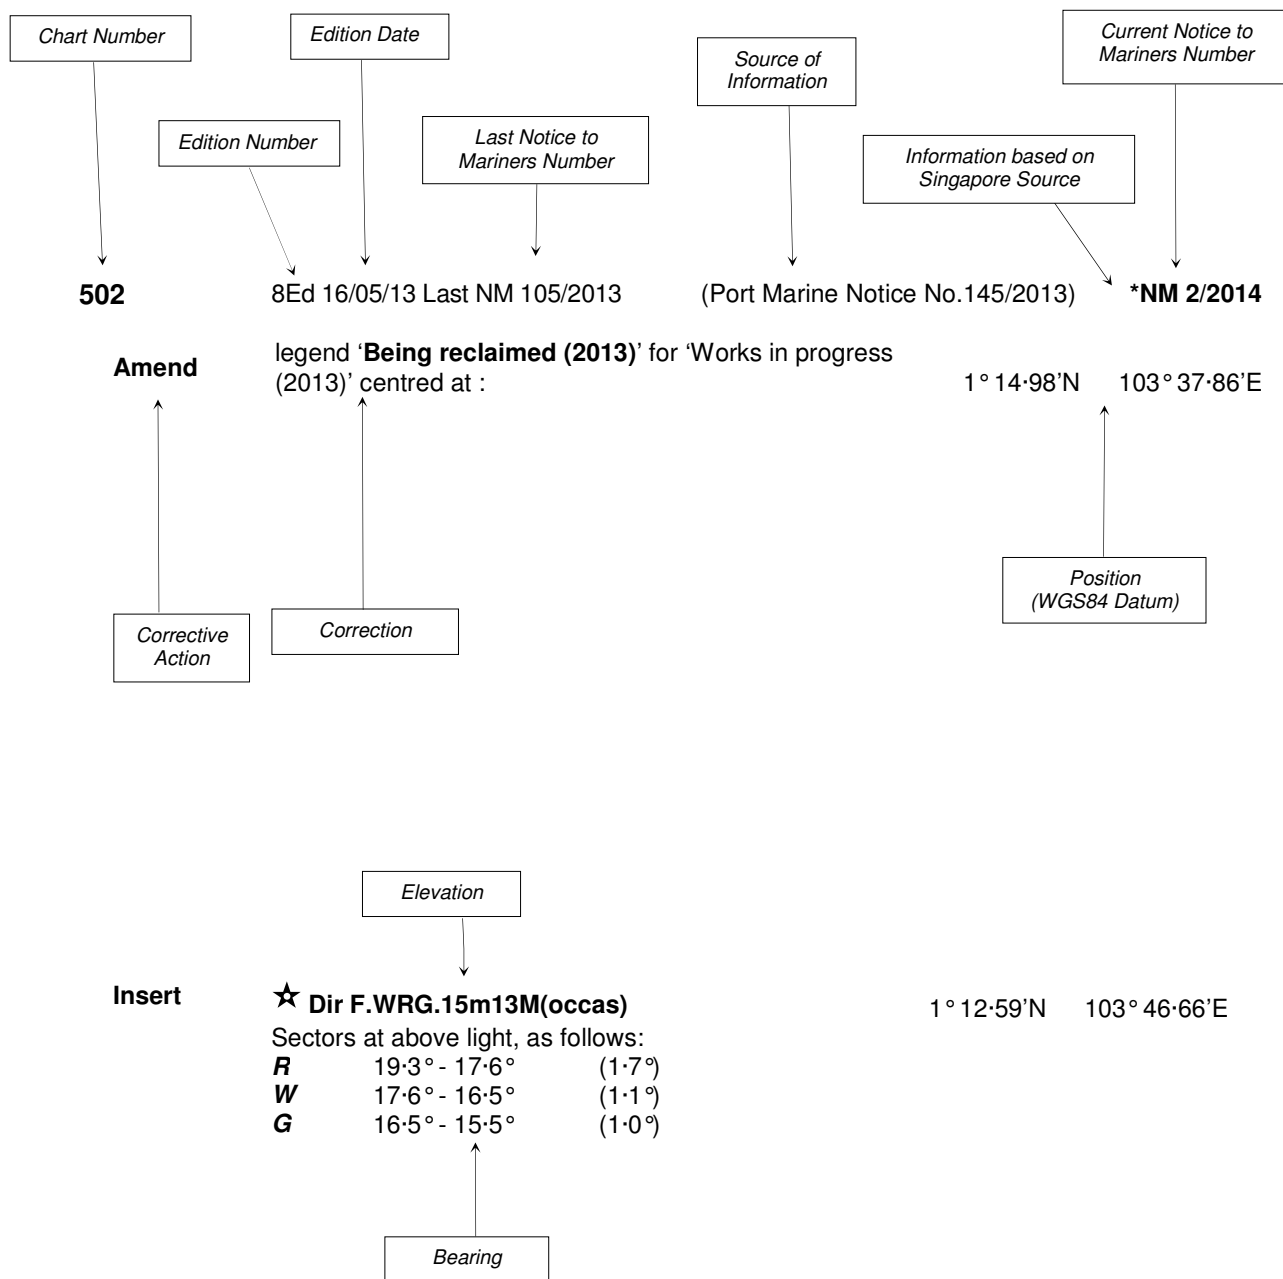 Chart Number
Edition Date
Source of
Information
Current Notice to
Mariners Number
Edition Number
Last Notice to
Mariners Number
Information based on
Singapore Source
502 8Ed 16/05/13 Last NM 105/2013 (Port Marine Notice No.145/2013) *NM 2/2014
Amend legend ‘Being reclaimed (2013)’ for ‘Works in progress
(2013)’ centred at : 1° 14·98’N 103° 37·86’E
Position
(WGS84 Datum)
Corrective
Action
Correction
Elevation
Insert Dir F.WRG.15m13M(occas) 1° 12·59’N 103° 46·66’E
Sectors at above light, as follows:
R 19·3° - 17·6° (1·7°)
W 17·6° - 16·5° (1·1°)
G 16·5° - 15·5° (1·0°)
Bearing